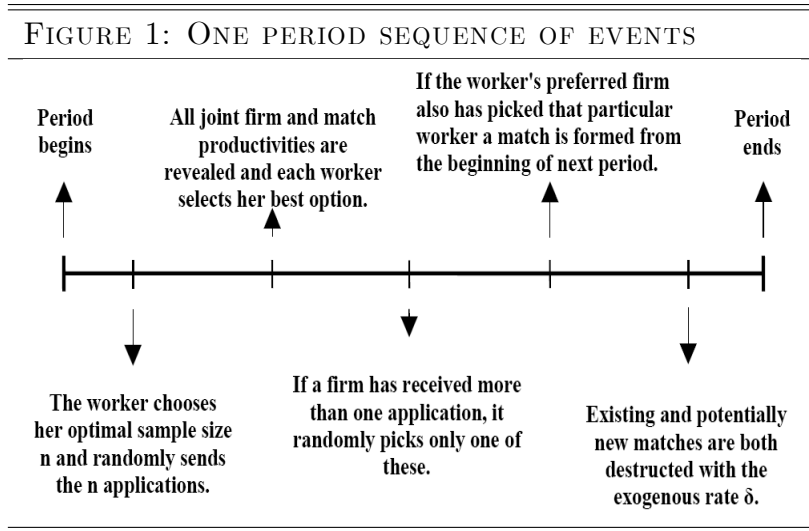 FIGURE 1: ONE PERIOD SEQUENCE OF EVENTS
Period
begins
All joint firm and match
productivities are
revealed and each worker
selects her best option.
If the worker's preferred firm
also has picked that particular
worker a match is formed from
the beginning of next period.
Period
ends
The worker chooses
her optimal sample size
n and randomly sends
the n applications.
If a firm has received more
than one application, it
randomly picks only one of
these.
Existing and potentially
new matches are both
destructed with the
exogenous rate δ.